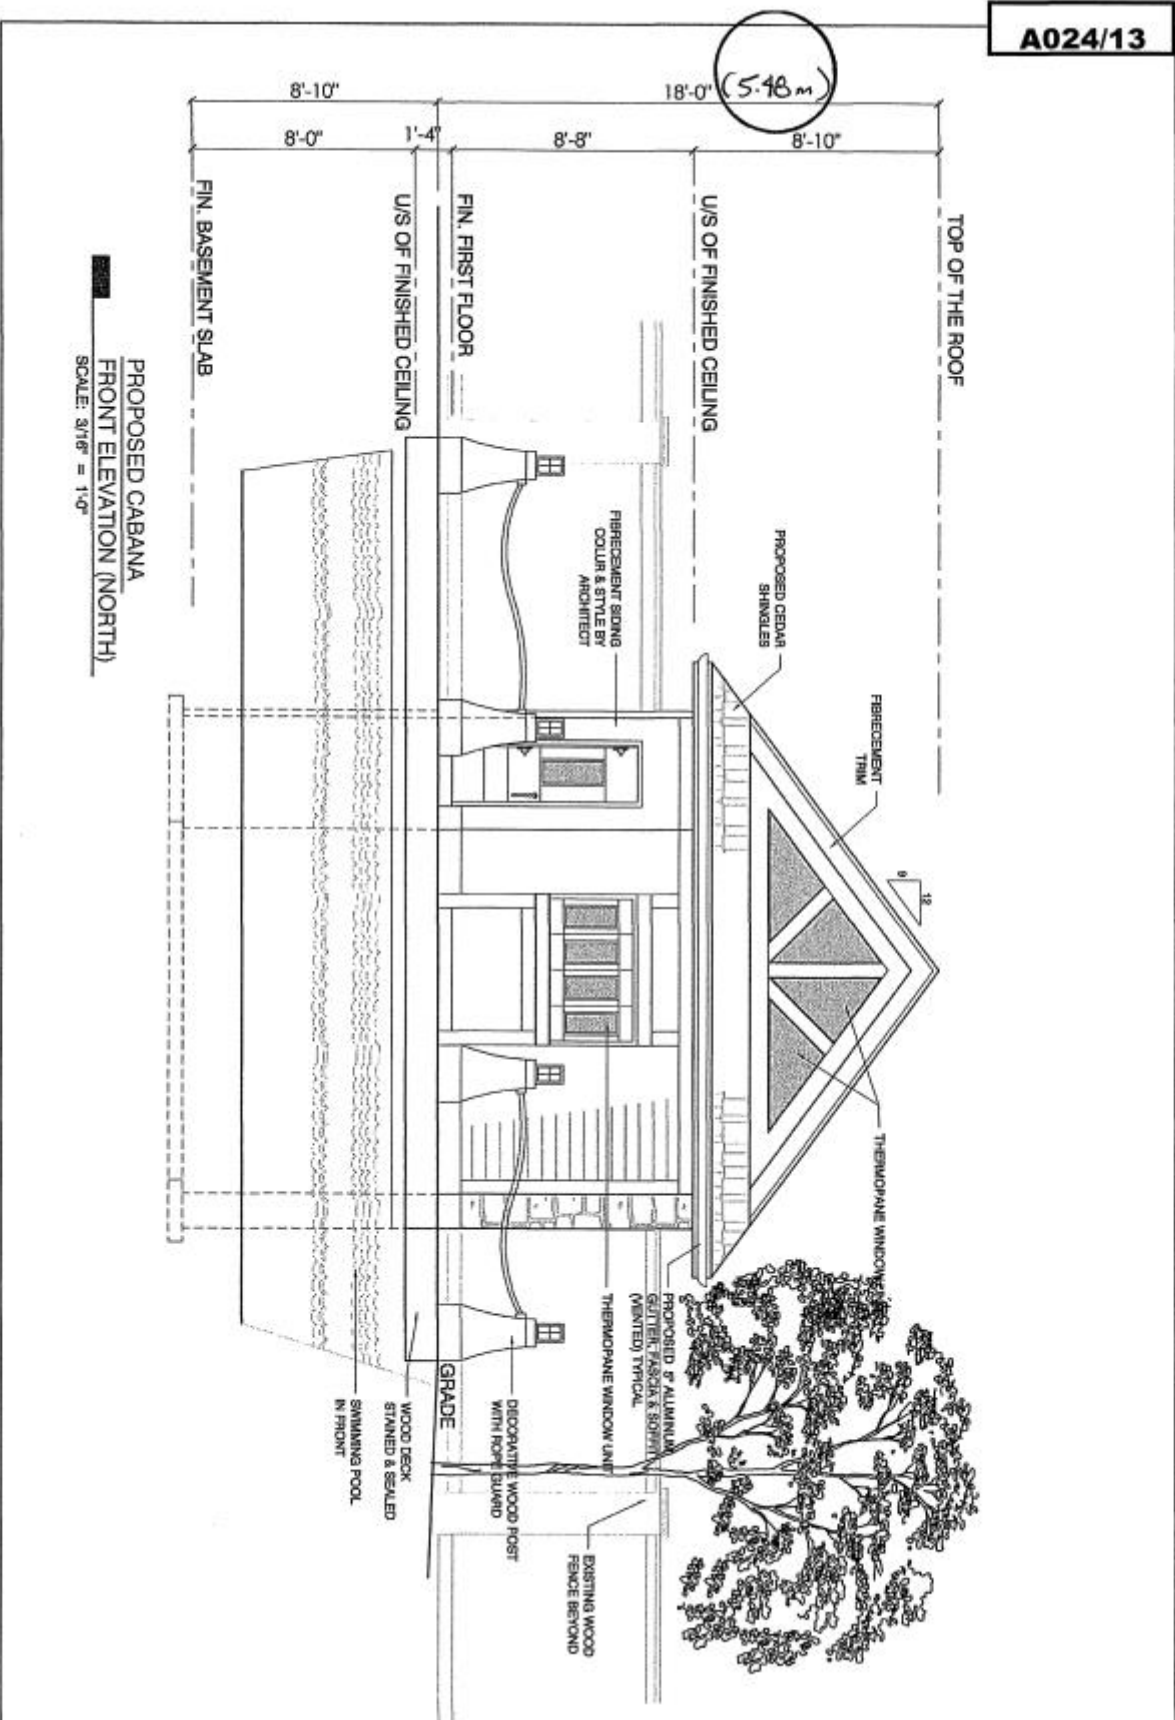 A024/13
(5.48m)
18'-0"
8'-10"
8'-10"
8'-8"
1'-4"
8'-0"
TOP OF THE ROOF
U/S OF FINISHED CEILING
FIN. FIRST FLOOR
U/S OF FINISHED CEILING
FIN. BASEMENT SLAB
PROPOSED CEDAR
SHINGLES
FIBRECEMENT
TRIM
12
9
THERMOPANE WINDOW
FIBRECEMENT SIDING
COLUR & STYLE BY
ARCHITECT
PROPOSED 5" ALUMINUM
GUTTER, FASCIA & SOFFIT
(VENTED) TYPICAL
THERMOPANE WINDOW UNIT
EXISTING WOOD
FENCE BEYOND
DECORATIVE WOOD POST
WITH ROPE GUARD
GRADE
WOOD DECK
STAINED & SEALED
SWIMMING POOL
IN FRONT
PROPOSED CABANA
FRONT ELEVATION (NORTH)
SCALE: 3/16" = 1'-0"